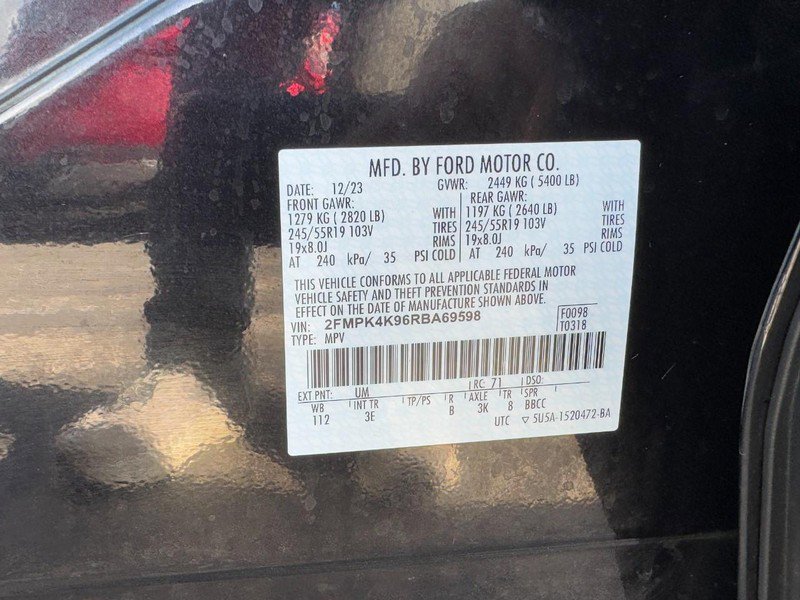 MFD. BY FORD MOTOR CO.
DATE: 12/23 GVWR: 2449 KG ( 5400 LB)
FRONT GAWR: REAR GAWR:
1279 KG ( 2820 LB) WITH 1197 KG ( 2640 LB) WITH
245/55R19 103V TIRES 245/55R19 103V TIRES
19x8.0J RIMS 19x8.0J RIMS
AT 240 kPa/ 35 PSI COLD AT 240 kPa/ 35 PSI COLD
THIS VEHICLE CONFORMS TO ALL APPLICABLE FEDERAL MOTOR
VEHICLE SAFETY AND THEFT PREVENTION STANDARDS IN
EFFECT ON THE DATE OF MANUFACTURE SHOWN ABOVE.
VIN: 2FMPK4K96RBA69598 F0098
TYPE: MPV T0318
EXT PNT: UM RC: 71 DSO:
WB INT TR TP/PS R AXLE TR SPR
112 3E B 3K 8 BBCC
UTC ▽ 5U5A-1520472-BA